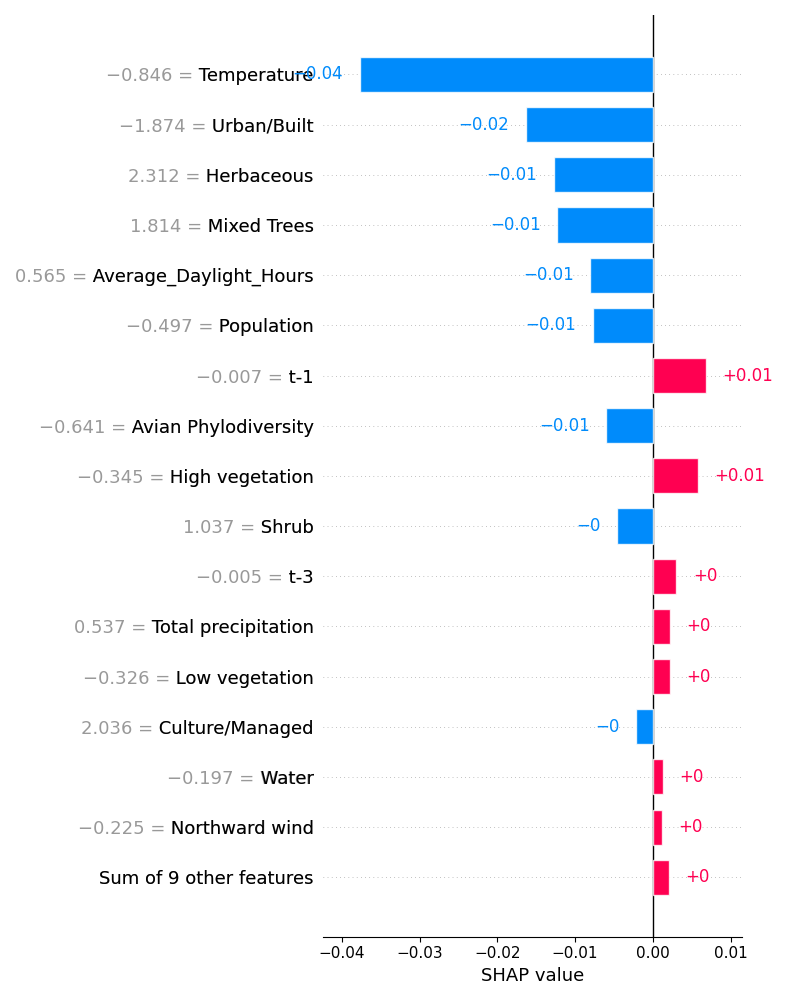 −0.846 = Temperature −0.04
−1.874 = Urban/Built −0.02
2.312 = Herbaceous −0.01
1.814 = Mixed Trees −0.01
0.565 = Average_Daylight_Hours −0.01
−0.497 = Population −0.01
−0.007 = t-1 +0.01
−0.641 = Avian Phylodiversity −0.01
−0.345 = High vegetation +0.01
1.037 = Shrub −0
−0.005 = t-3 +0
0.537 = Total precipitation +0
−0.326 = Low vegetation +0
2.036 = Culture/Managed −0
−0.197 = Water +0
−0.225 = Northward wind +0
Sum of 9 other features +0
−0.04 −0.03 −0.02 −0.01 0.00 0.01
SHAP value